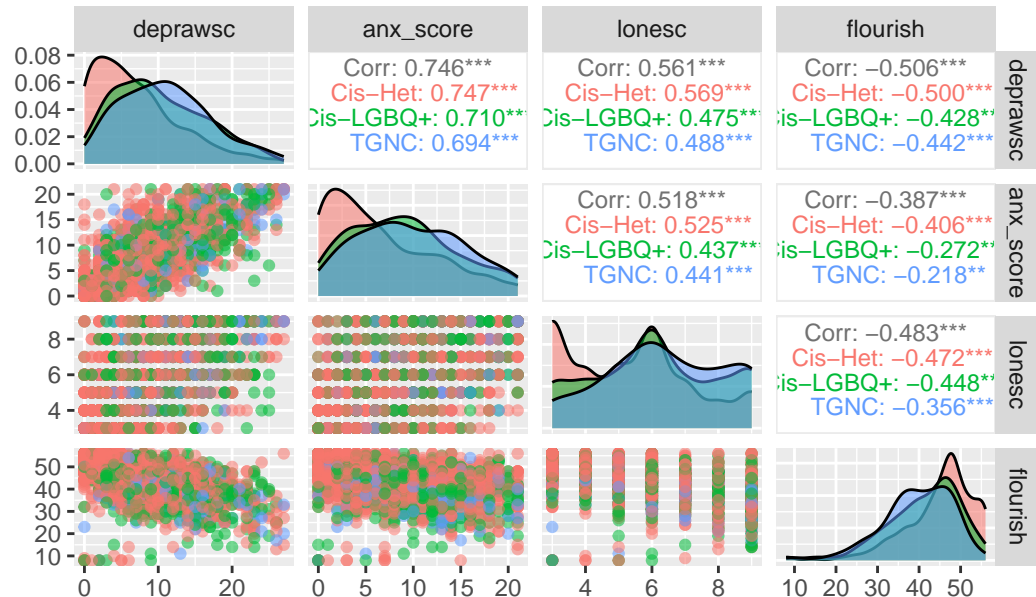 deprawsc anx_score lonesc flourish
0.08
0.06
0.04
0.02
0.00
Corr: 0.746***
Cis−Het: 0.747***
Cis−LGBQ+: 0.710***
TGNC: 0.694***
Corr: 0.561***
Cis−Het: 0.569***
Cis−LGBQ+: 0.475***
TGNC: 0.488***
Corr: −0.506***
Cis−Het: −0.500***
Cis−LGBQ+: −0.428**
TGNC: −0.442***
deprawsc
20
15
10
5
0
Corr: 0.518***
Cis−Het: 0.525***
Cis−LGBQ+: 0.437***
TGNC: 0.441***
Corr: −0.387***
Cis−Het: −0.406***
Cis−LGBQ+: −0.272**
TGNC: −0.218**
anx_score
8
6
4
Corr: −0.483***
Cis−Het: −0.472***
Cis−LGBQ+: −0.448**
TGNC: −0.356***
lonesc
50
40
30
20
10
flourish
0 10 20 0 5 10 15 20 4 6 8 10 20 30 40 50